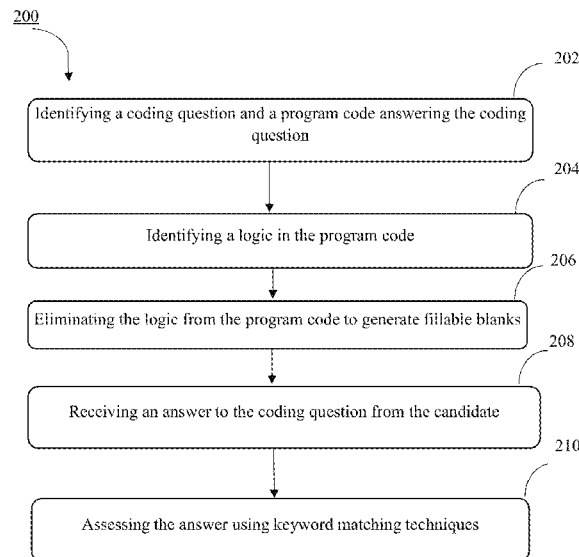 200
202
Identifying a coding question and a program code answering the coding
question
204
Identifying a logic in the program code
206
Eliminating the logic from the program code to generate fillable blanks
208
Receiving an answer to the coding question from the candidate
210
Assessing the answer using keyword matching techniques